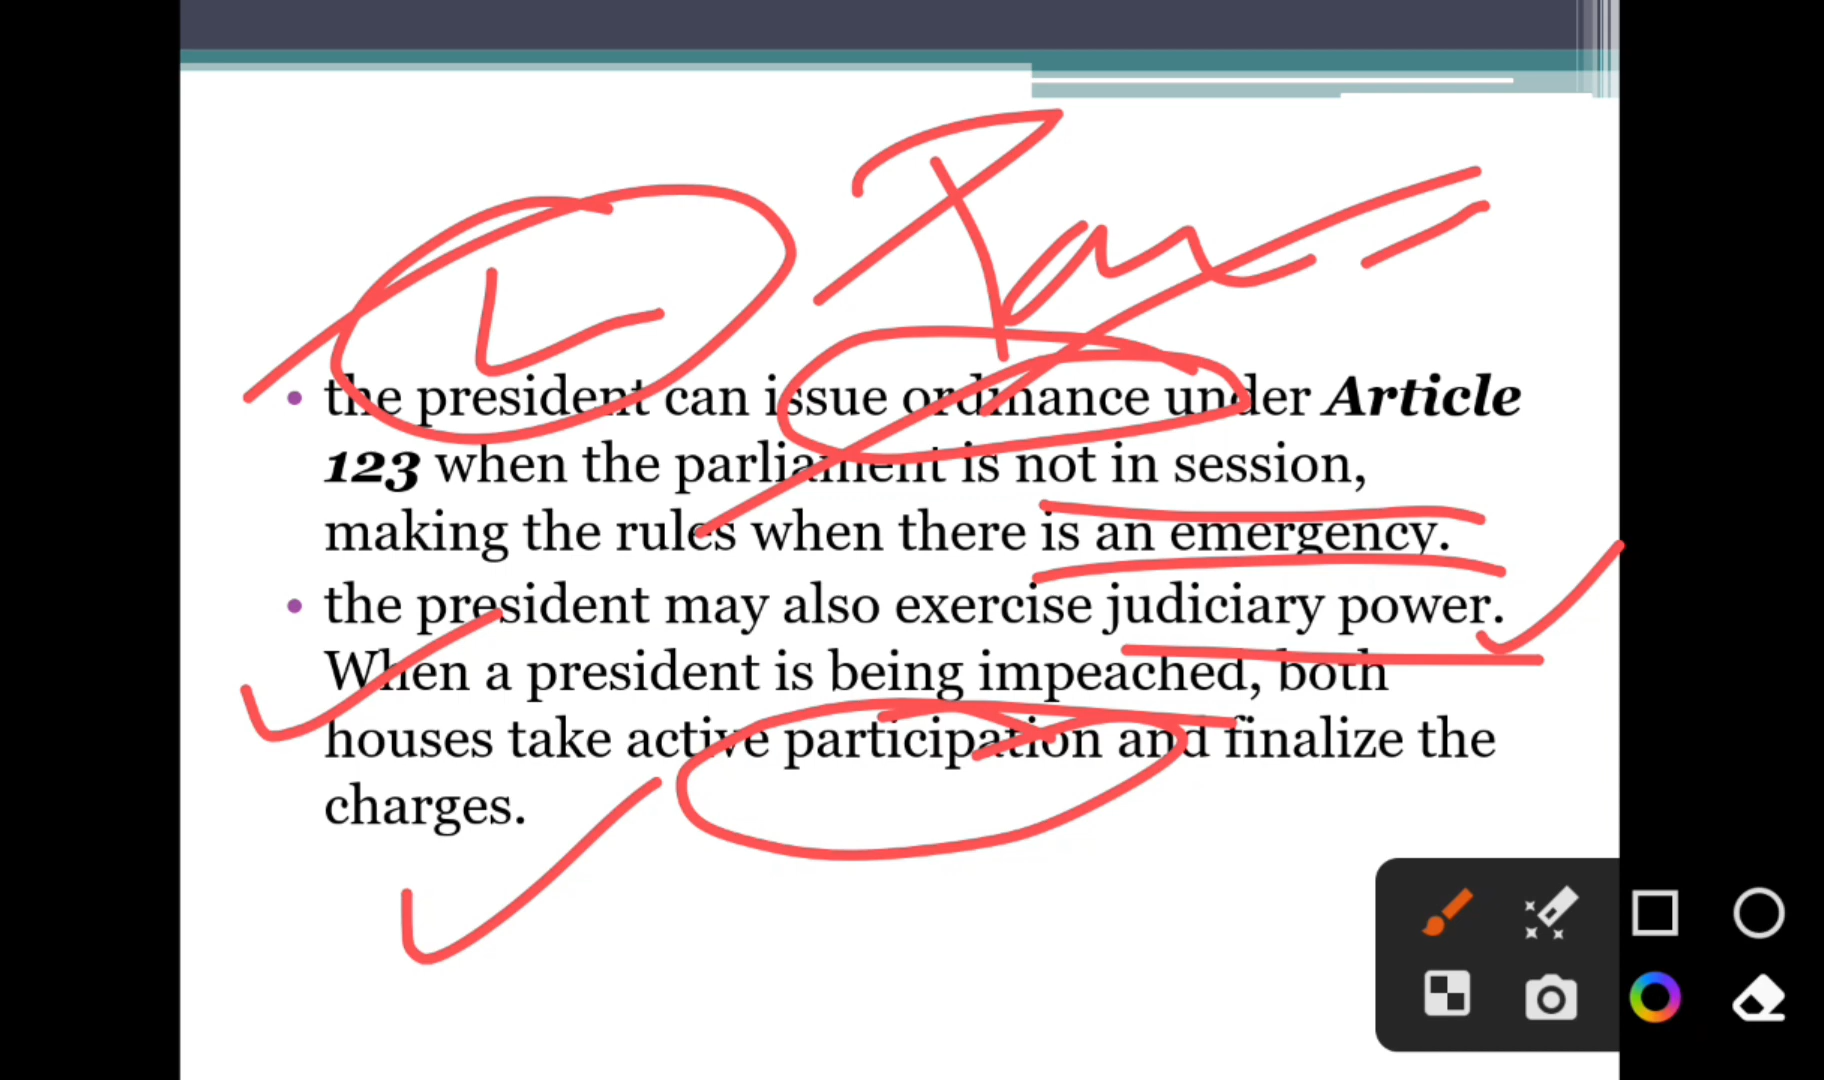 the president can issue ordinance under Article
123 when the parliament is not in session,
making the rules when there is an emergency.
the president may also exercise judiciary power.
When a president is being impeached, both
houses take active participation and finalize the
charges.